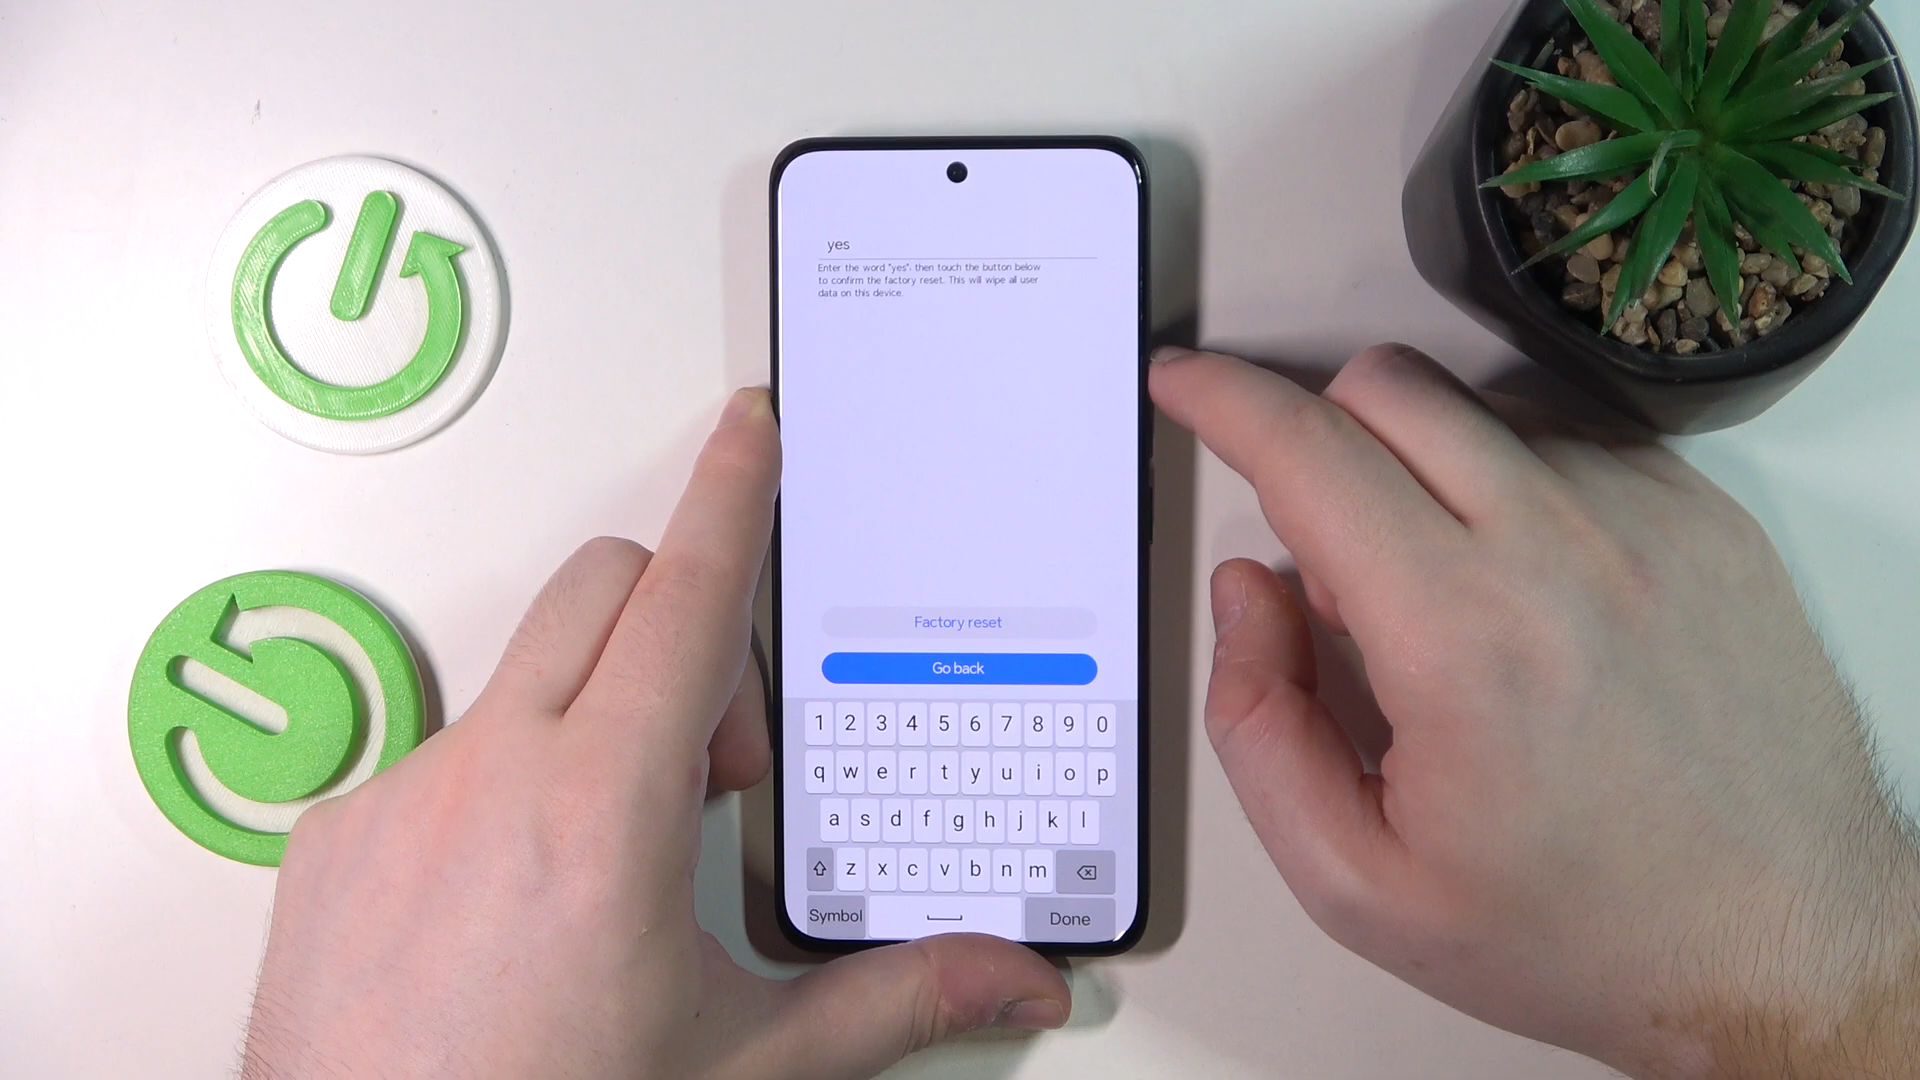 yes
Enter the word "yes", then touch the button below
to confirm the factory reset. This will wipe all user
data on this device.
Factory reset
Go back
1 2 3 4 5 6 7 8 9 0
q w e r t y u i o p
a s d f g h j k l
z x c v b n m
Symbol Done